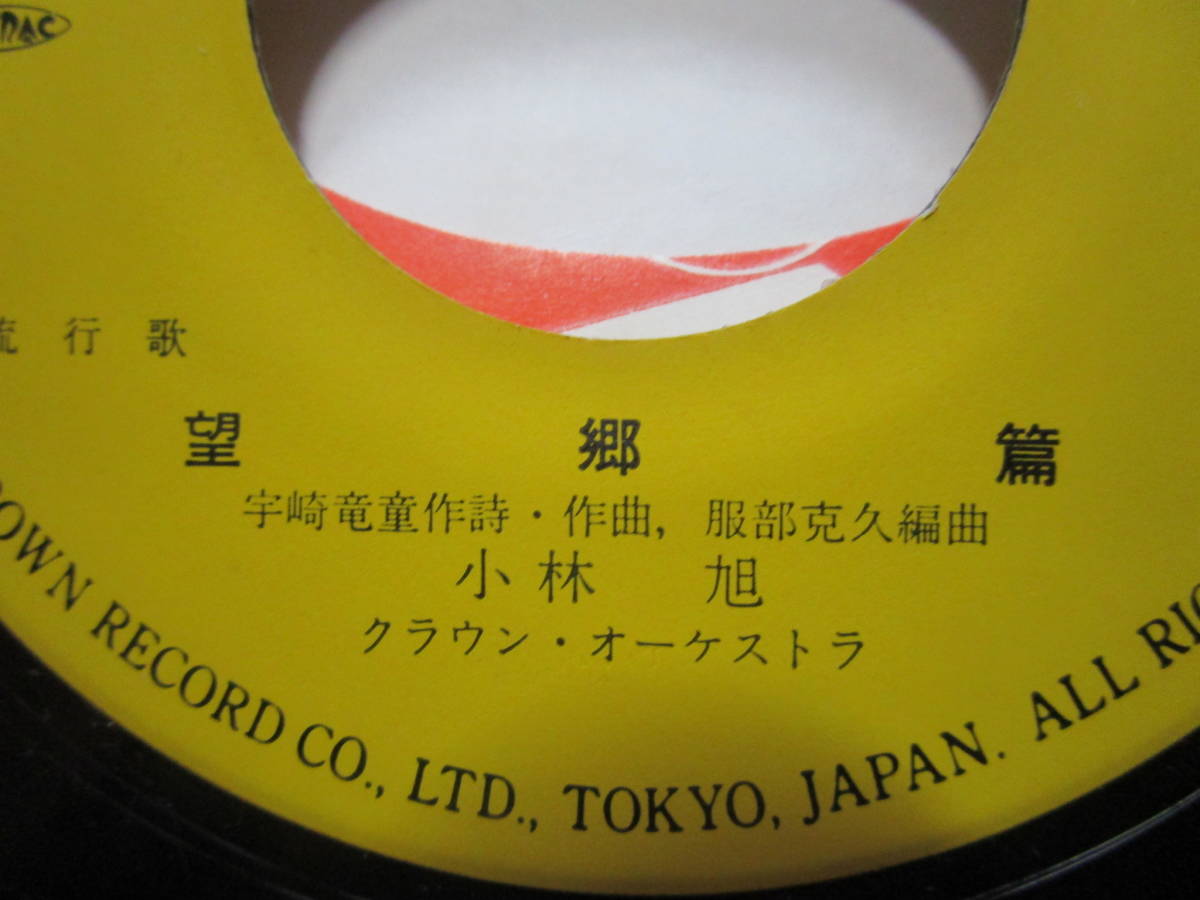 流行歌
望郷篇
宇崎竜童作詩・作曲, 服部克久編曲
小林 旭
クラウン・オーケストラ
RECORD CO., LTD., TOKYO, JAPAN. ALL